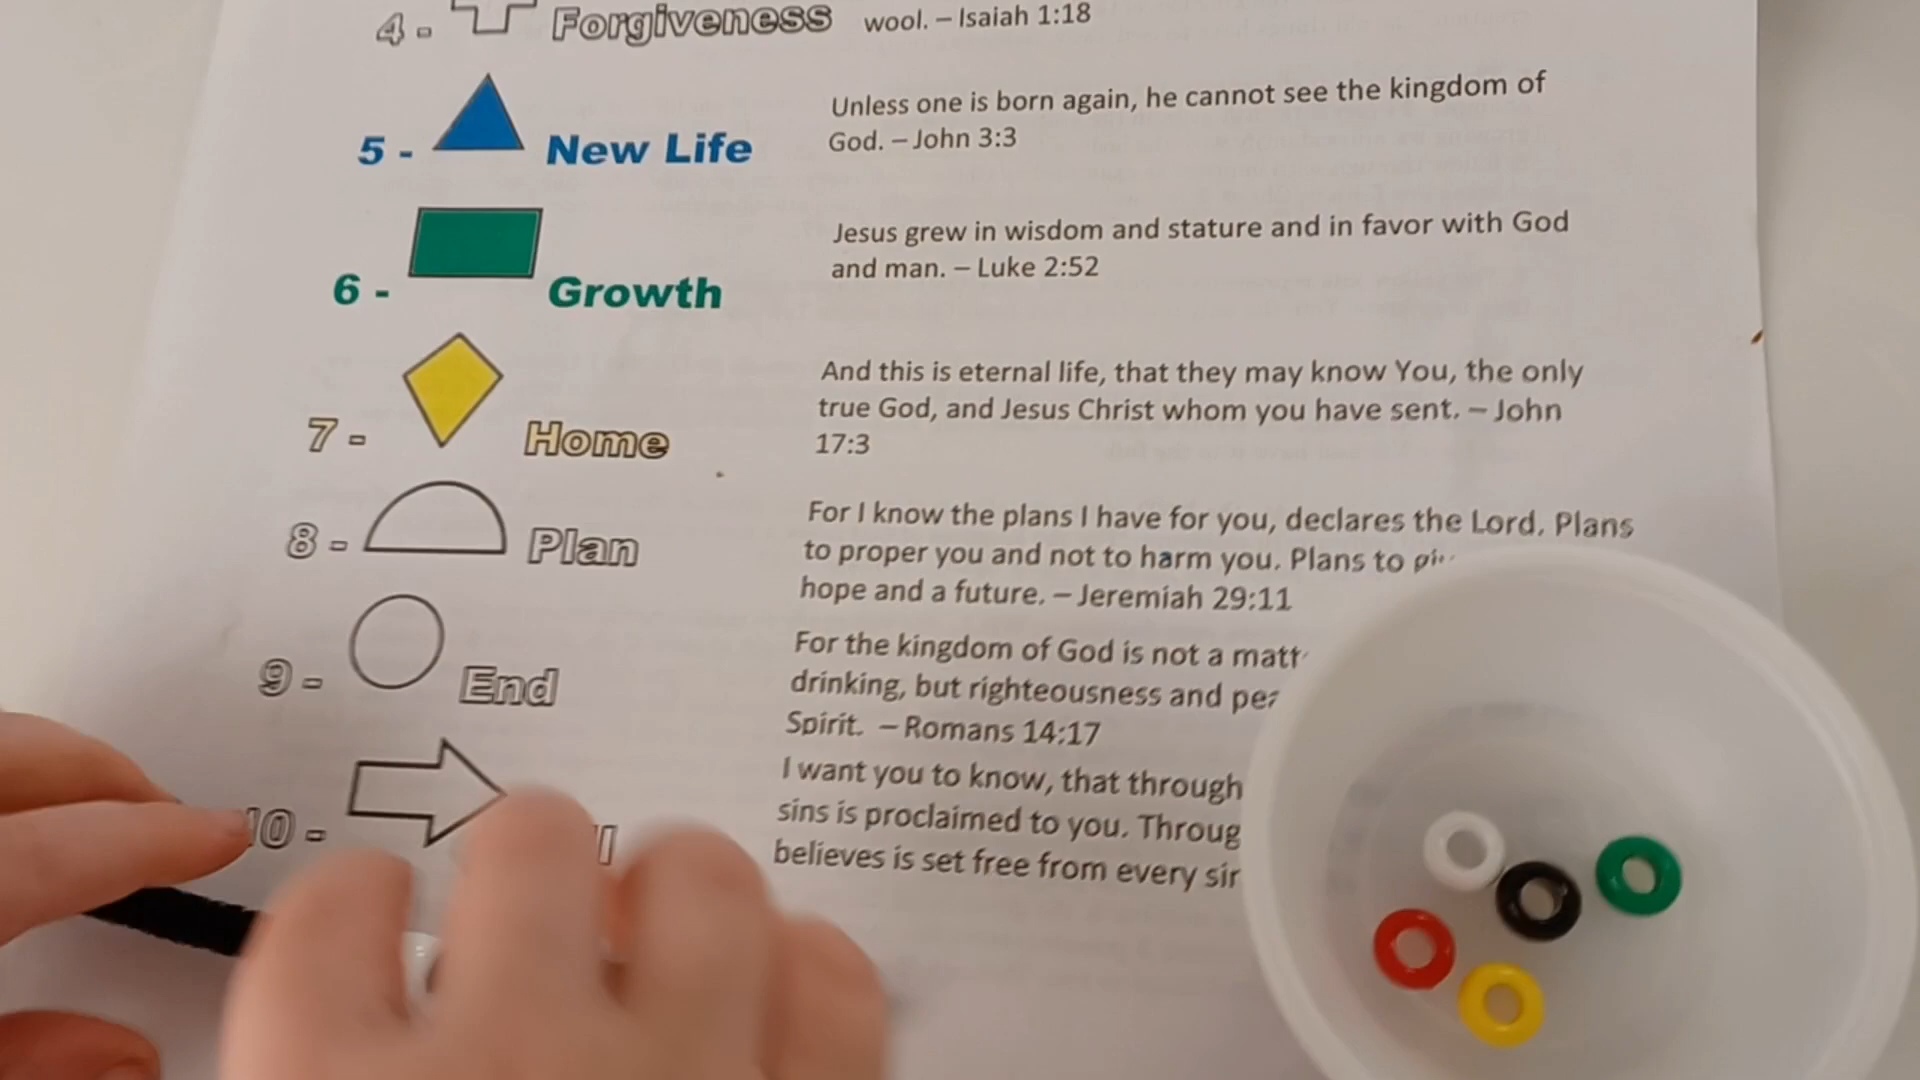 4 - Forgiveness wool. – Isaiah 1:18
5 - New Life
Unless one is born again, he cannot see the kingdom of
God. – John 3:3
6 - Growth
Jesus grew in wisdom and stature and in favor with God
and man. – Luke 2:52
7 - Home
And this is eternal life, that they may know You, the only
true God, and Jesus Christ whom you have sent. – John
17:3
8 - Plan
For I know the plans I have for you, declares the Lord. Plans
to proper you and not to harm you. Plans to
hope and a future. – Jeremiah 29:11
9 - End
For the kingdom of God is not a
drinking, but righteousness and
Spirit. – Romans 14:17
10 -
I want you to know, that through
sins is proclaimed to you.
believes is set free from every